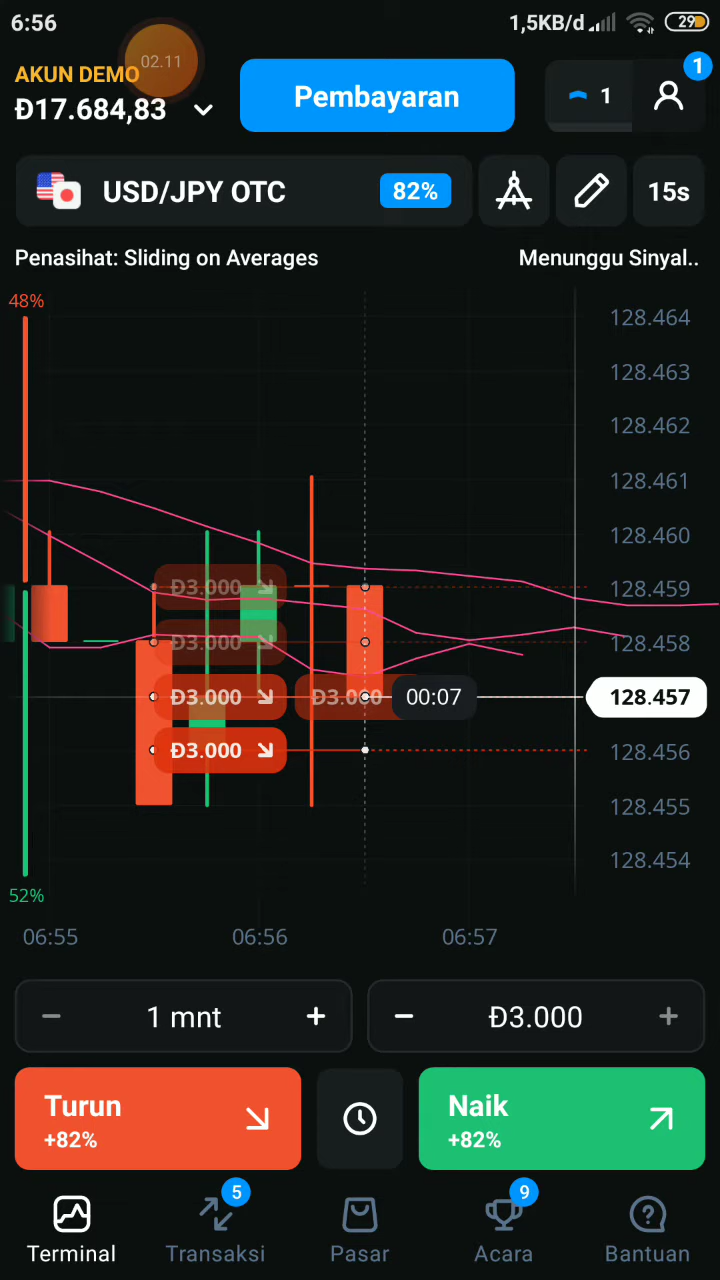 6:56
1,5KB/d
29
02.11
AKUN DEMO
Đ17.684,83
Pembayaran
1
1
USD/JPY OTC
82%
15s
Penasihat: Sliding on Averages
Menunggu Sinyal..
48%
128.464
128.463
128.462
128.461
128.460
Đ3.000
128.459
Đ3.000
128.458
Đ3.000
Đ3.000
00:07
128.457
Đ3.000
128.456
128.455
128.454
52%
06:55
06:56
06:57
− 1 mnt +
− Đ3.000 +
Turun
+82%
Naik
+82%
5
9
Terminal
Transaksi
Pasar
Acara
Bantuan